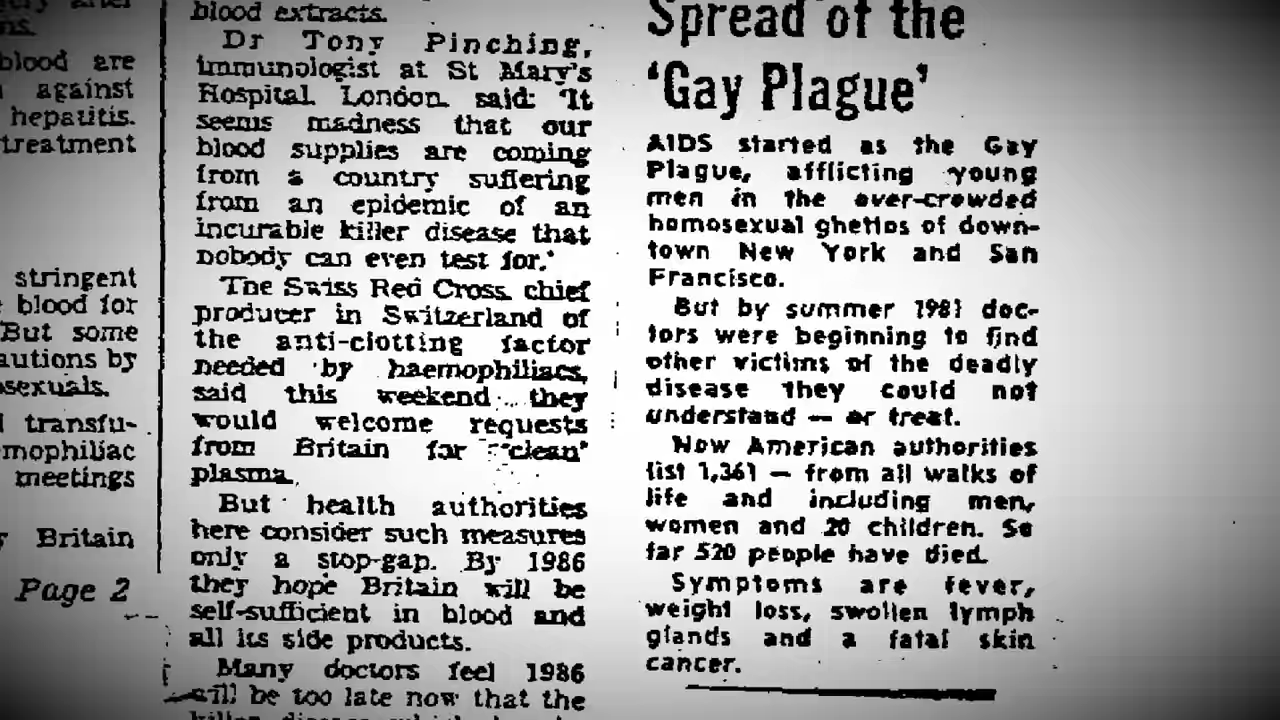 blood are
against
hepatitis.
treatment
stringent
blood for
But some
autions by
sexuals.
transfu-
mophiliac
meetings
Britain
Page 2
blood extracts.
Dr Tony Pinching,
immunologist at St Mary's
Hospital London said: 'It
seems madness that our
blood supplies are coming
from a country suffering
from an epidemic of an
incurable killer disease that
nobody can even test for.'
The Swiss Red Cross, chief
producer in Switzerland of
the anti-clotting factor
needed by haemophiliacs,
said this weekend they
would welcome requests
from Britain for 'clean'
plasma.
But health authorities
here consider such measures
only a stop-gap. By 1986
they hope Britain will be
self-sufficient in blood and
all its side products.
Many doctors feel 1986
will be too late now that the
Spread of the
'Gay Plague'
AIDS started as the Gay
Plague, afflicting young
men in the over-crowded
homosexual ghettos of down-
town New York and San
Francisco.
But by summer 1981 doc-
tors were beginning to find
other victims of the deadly
disease they could not
understand — or treat.
Now American authorities
list 1,361 — from all walks of
life and including men,
women and 20 children. So
far 520 people have died.
Symptoms are fever,
weight loss, swollen lymph
glands and a fatal skin
cancer.